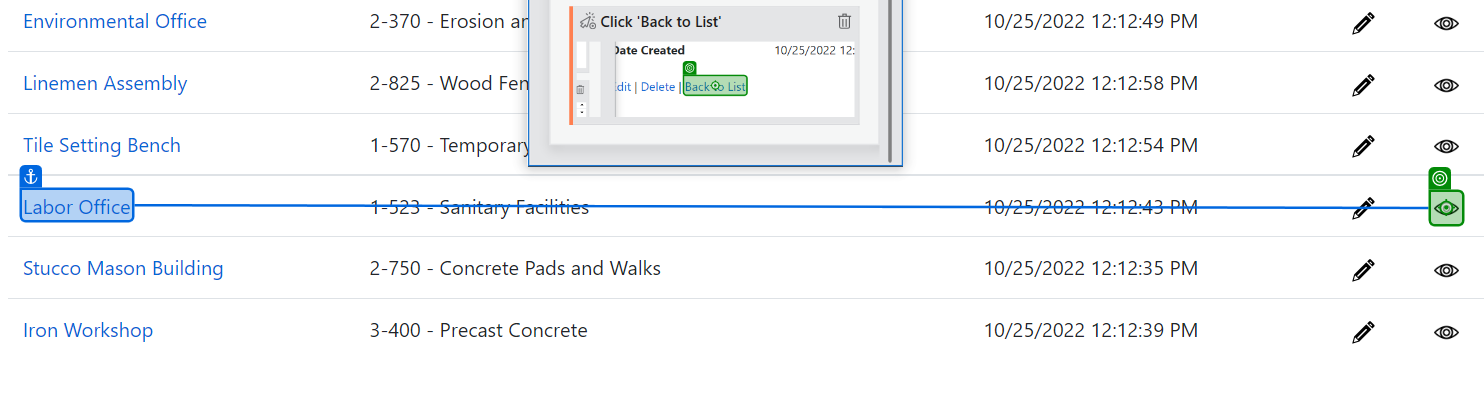 Environmental Office 2-370 - Erosion ar 10/25/2022 12:12:49 PM
Click 'Back to List'
Date Created 10/25/2022 12:
dit | Delete | Back to List
Linemen Assembly 2-825 - Wood Fen 10/25/2022 12:12:58 PM
Tile Setting Bench 1-570 - Temporary 10/25/2022 12:12:54 PM
Labor Office 1-523 - Sanitary Facilities 10/25/2022 12:12:43 PM
Stucco Mason Building 2-750 - Concrete Pads and Walks 10/25/2022 12:12:35 PM
Iron Workshop 3-400 - Precast Concrete 10/25/2022 12:12:39 PM